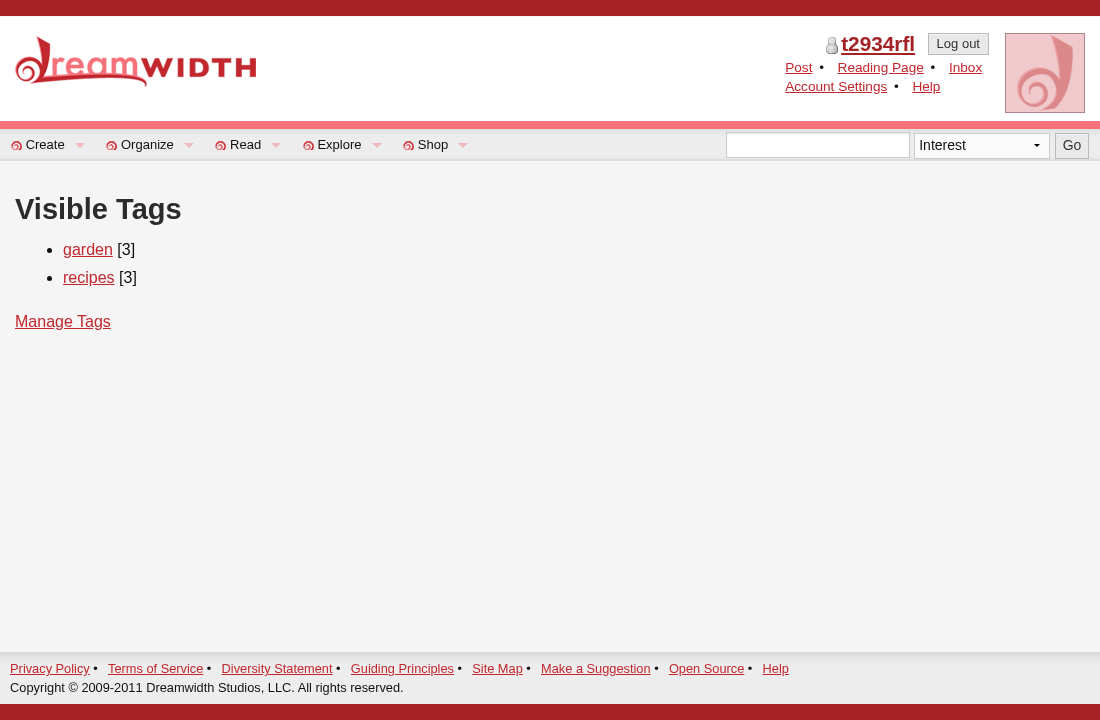 dreamWIDTH
t2934rfl Log out
Post • Reading Page • Inbox
Account Settings • Help
Create Organize Read Explore Shop Interest Go
Visible Tags
• garden [3]
• recipes [3]
Manage Tags
Privacy Policy • Terms of Service • Diversity Statement • Guiding Principles • Site Map • Make a Suggestion • Open Source • Help
Copyright © 2009-2011 Dreamwidth Studios, LLC. All rights reserved.